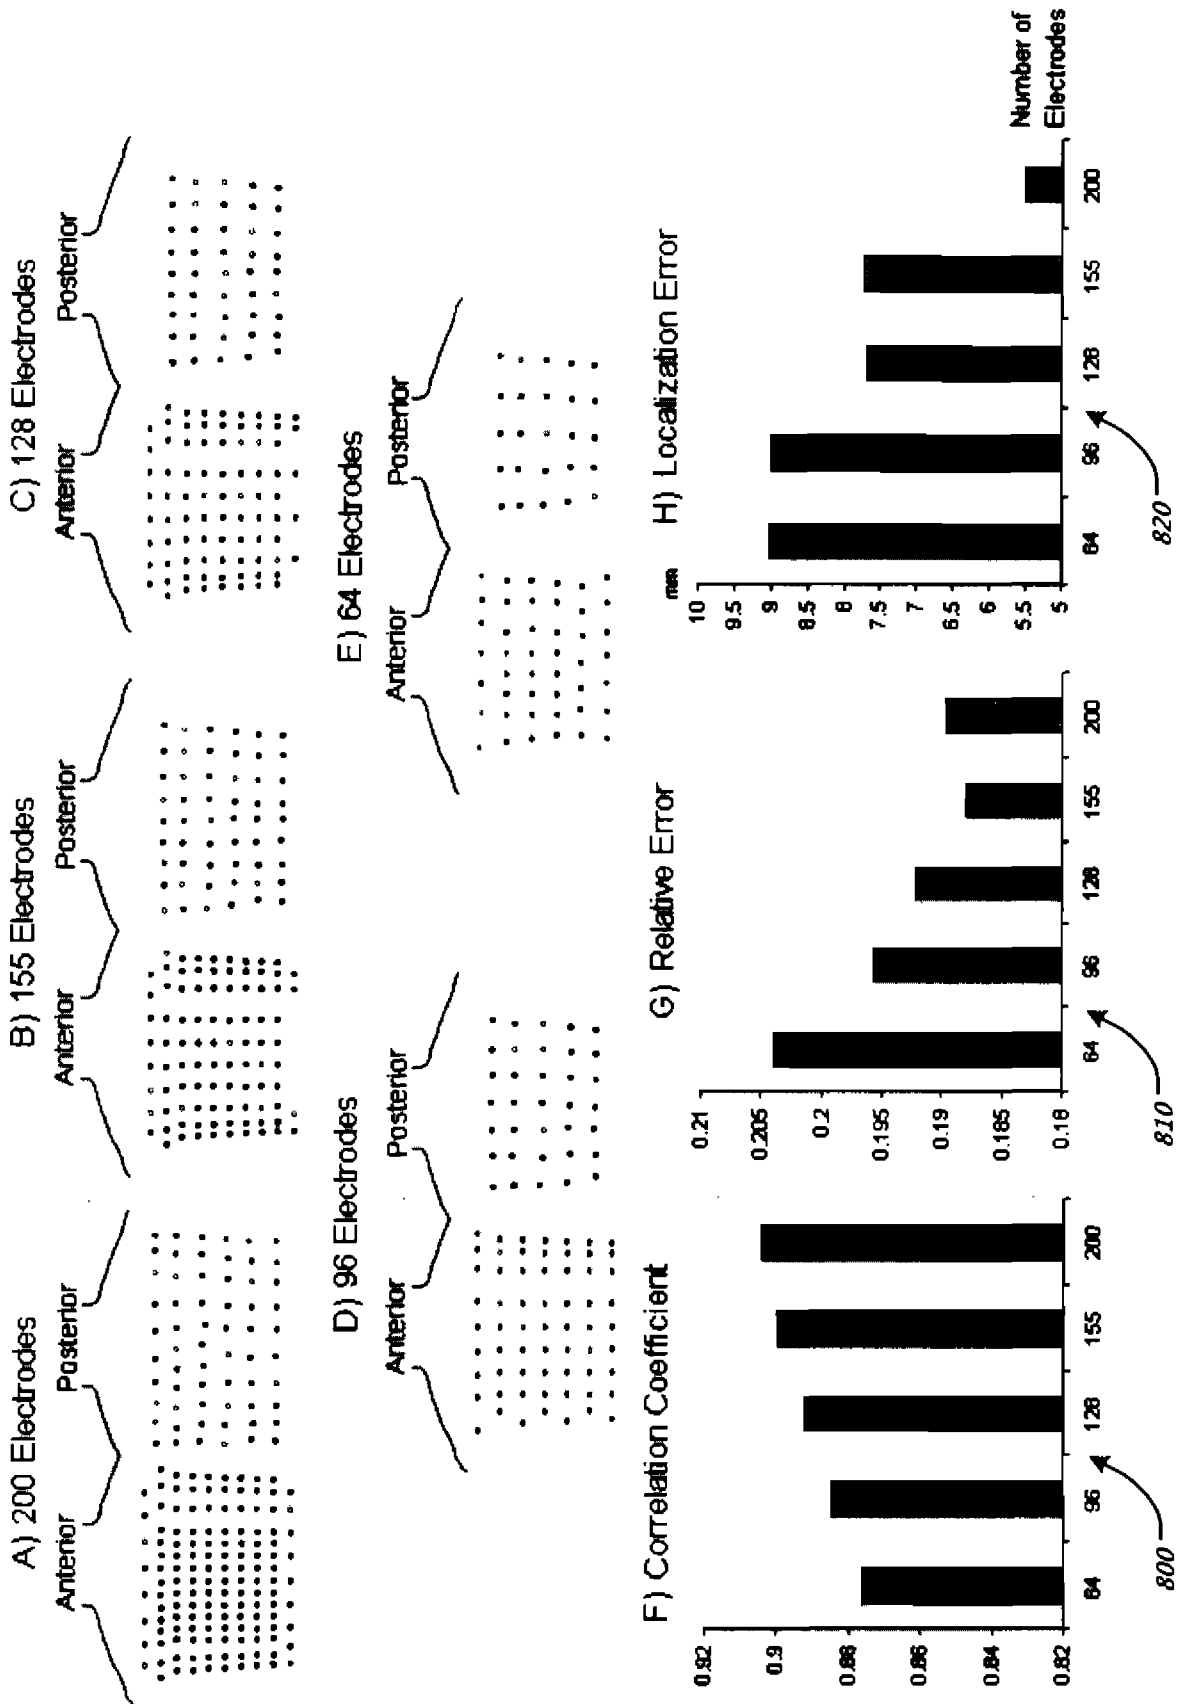 A) 200 Electrodes
Anterior
Posterior
B) 155 Electrodes
Anterior
Posterior
C) 128 Electrodes
Anterior
Posterior
D) 96 Electrodes
Anterior
Posterior
E) 64 Electrodes
Anterior
Posterior
F) Correlation Coefficient
0.92
0.9
0.88
0.86
0.84
0.82
64
96
128
155
200
800
G) Relative Error
0.21
0.205
0.2
0.195
0.19
0.185
0.18
64
96
128
155
200
810
H) Localization Error
mm
10
9.5
9
8.5
8
7.5
7
6.5
6
5.5
5
64
96
128
155
200
Number of
Electrodes
820